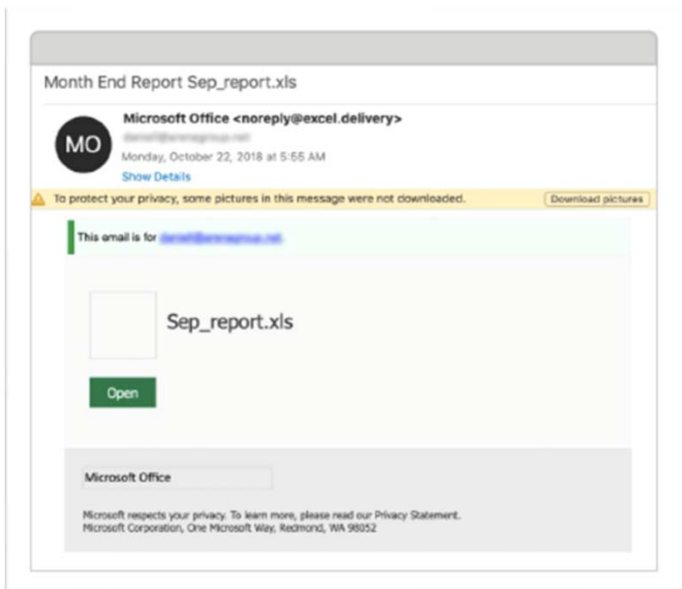 Month End Report Sep_report.xls
Microsoft Office <noreply@excel.delivery>
MO
Monday, October 22, 2018 at 5:55 AM
Show Details
To protect your privacy, some pictures in this message were not downloaded.
Download pictures
This email is for
Sep_report.xls
Open
Microsoft Office
Microsoft respects your privacy. To learn more, please read our Privacy Statement.
Microsoft Corporation, One Microsoft Way, Redmond, WA 98052